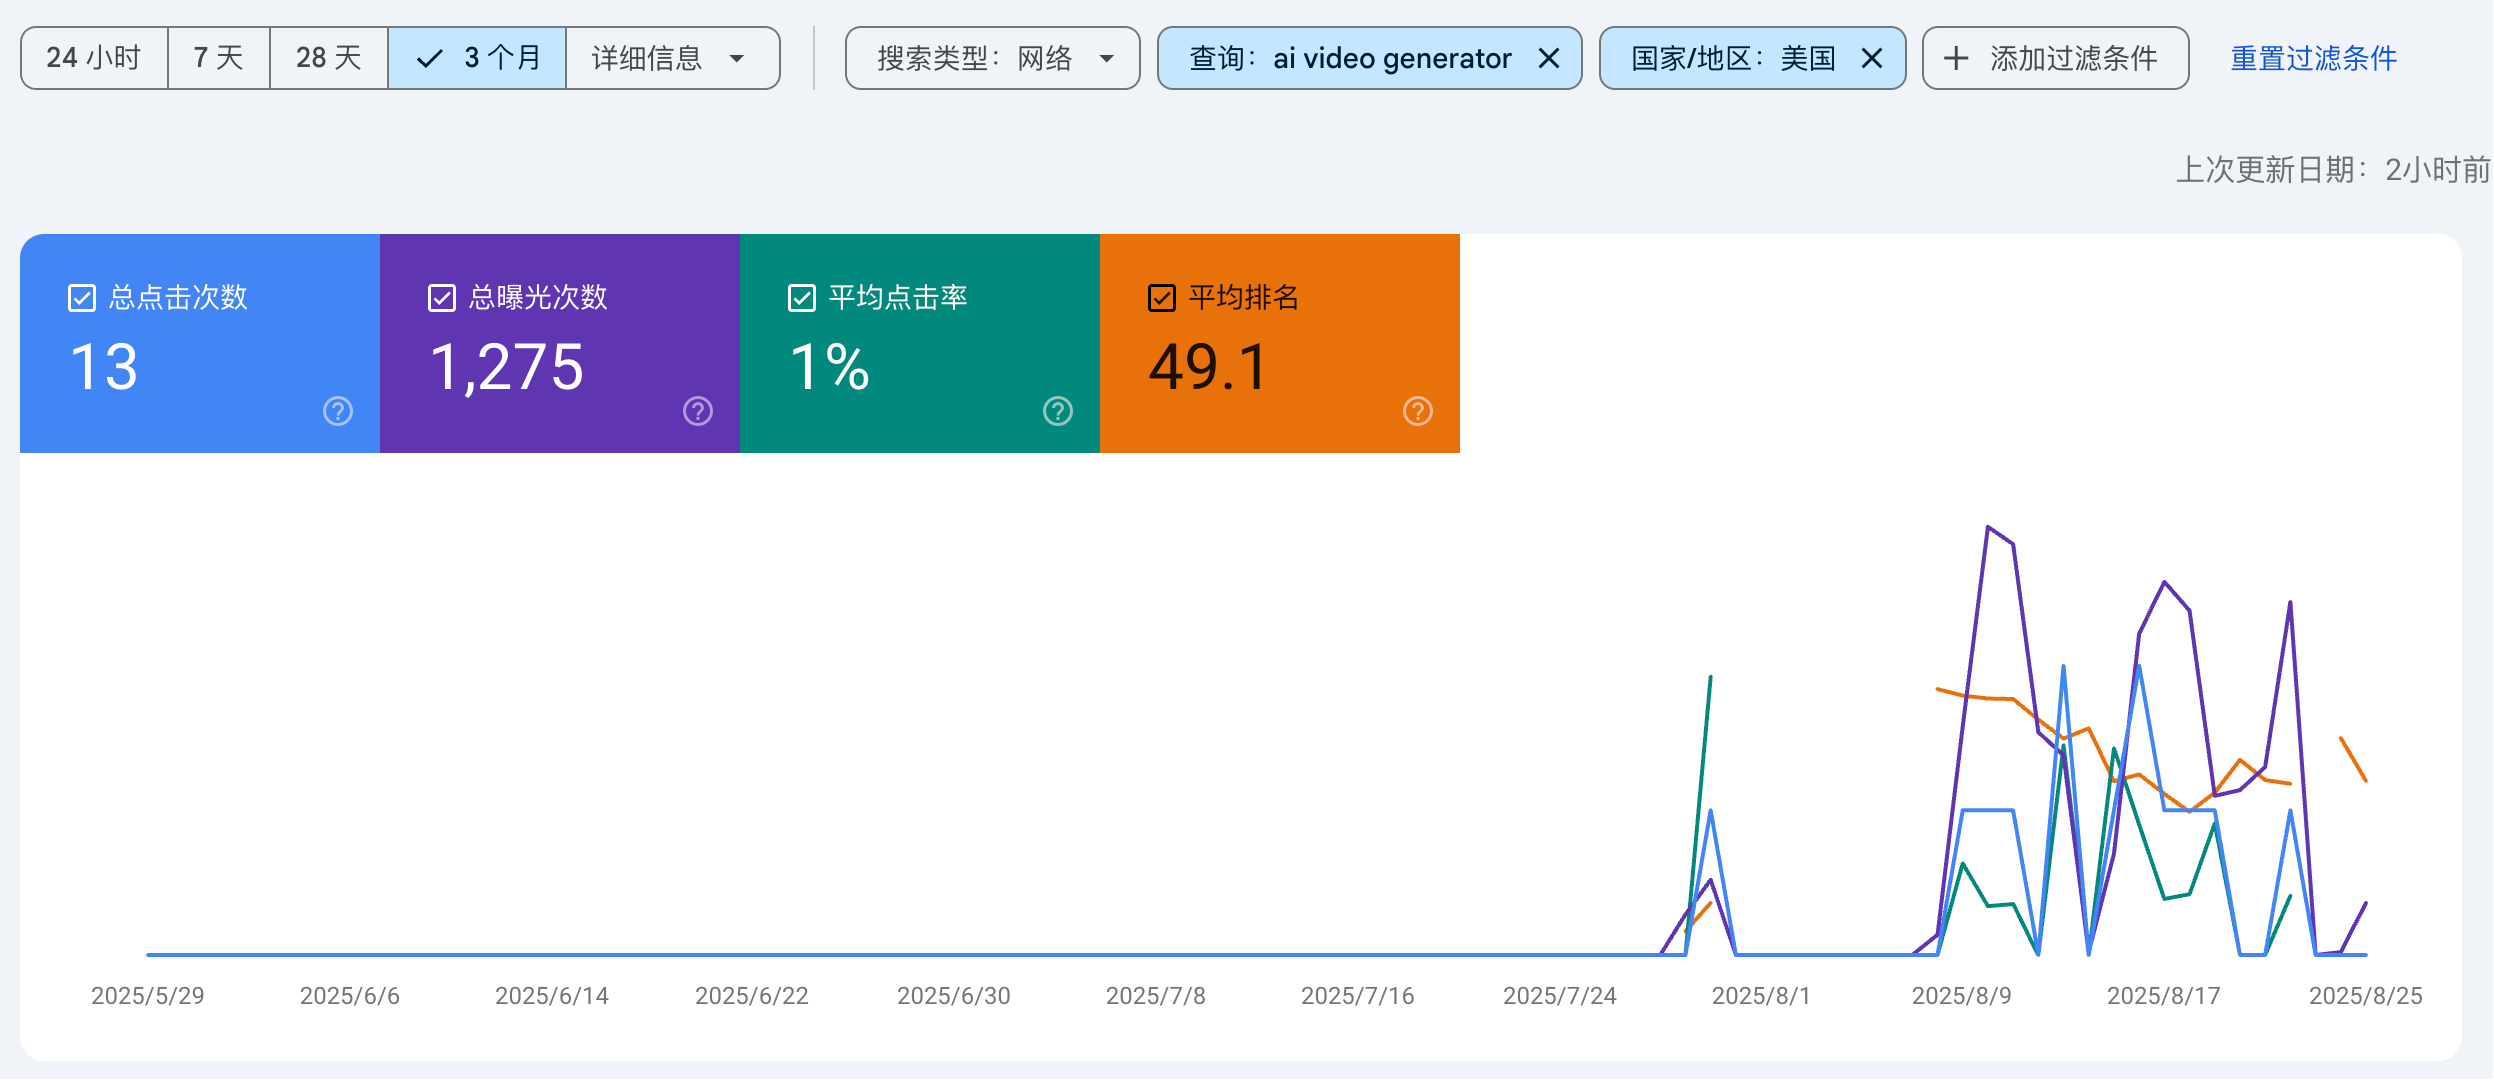 24 小时 7 天 28 天 3 个月 详细信息 搜索类型：网络 查询：ai video generator 国家/地区：美国 添加过滤条件 重置过滤条件
上次更新日期：2小时前
总点击次数 总曝光次数 平均点击率 平均排名
13 1,275 1% 49.1
2025/5/29 2025/6/6 2025/6/14 2025/6/22 2025/6/30 2025/7/8 2025/7/16 2025/7/24 2025/8/1 2025/8/9 2025/8/17 2025/8/25